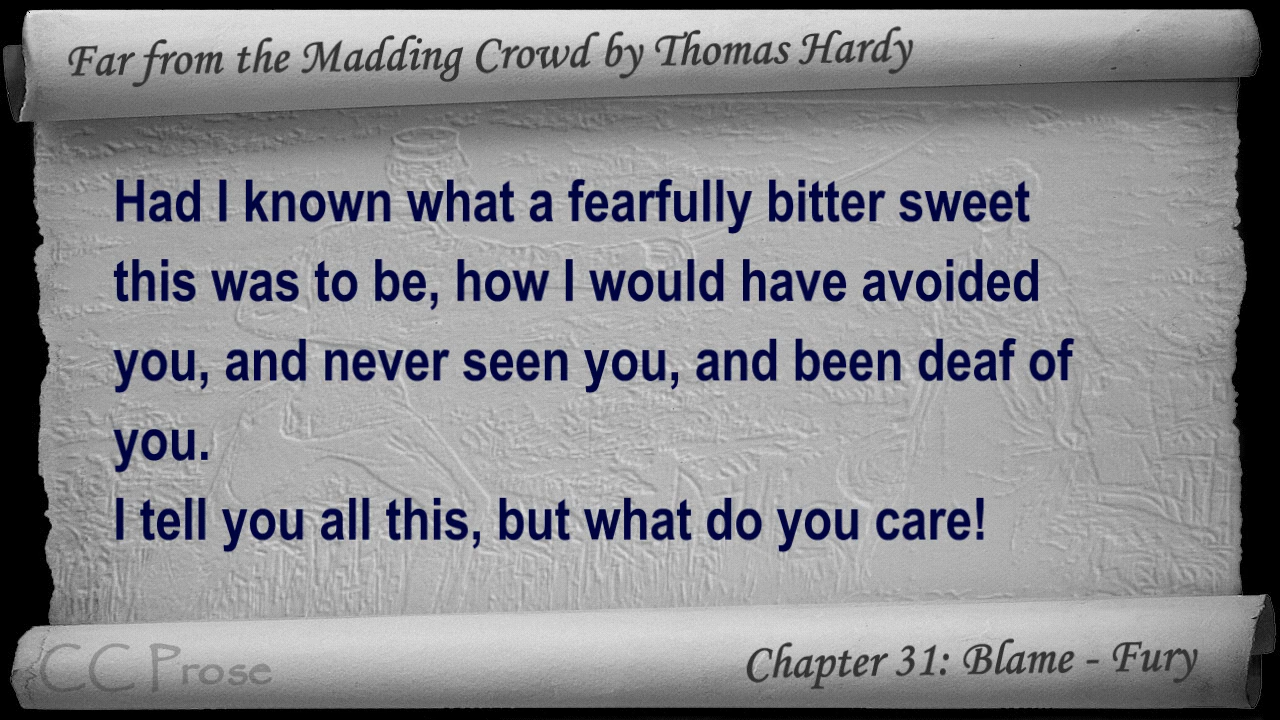 Far from the Madding Crowd by Thomas Hardy
Had I known what a fearfully bitter sweet
this was to be, how I would have avoided
you, and never seen you, and been deaf of
you.
I tell you all this, but what do you care!
CC Prose
Chapter 31: Blame - Fury